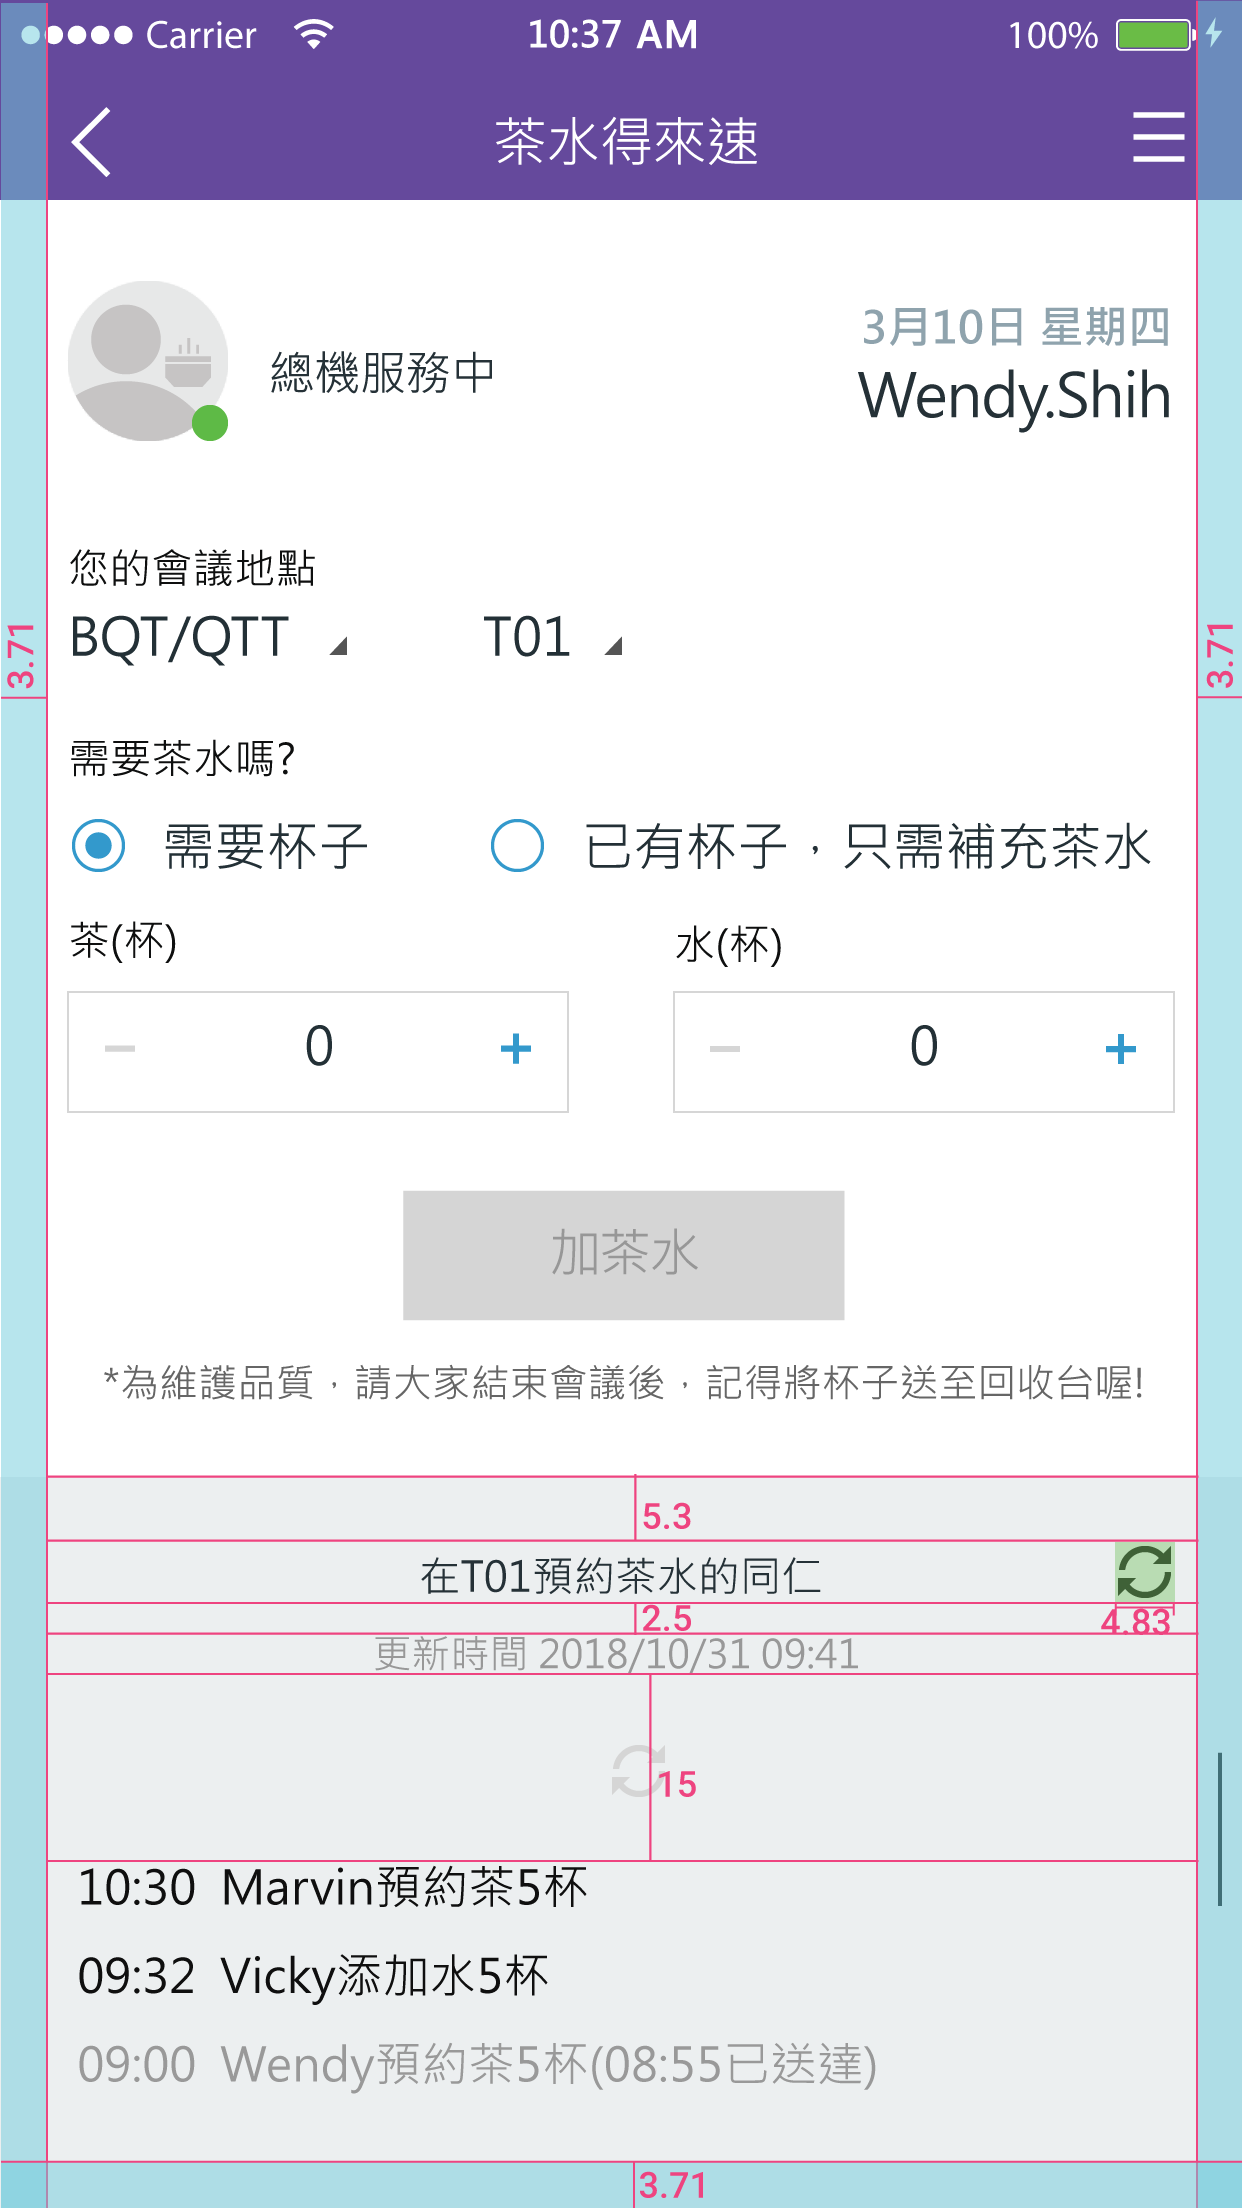 Carrier 10:37 AM 100%
茶水得來速
3月10日 星期四
總機服務中
Wendy.Shih
您的會議地點
BQT/QTT T01
3.71 3.71
需要茶水嗎?
需要杯子 已有杯子，只需補充茶水
茶(杯) 水(杯)
0 0
加茶水
*為維護品質，請大家結束會議後，記得將杯子送至回收台喔!
5.3
在T01預約茶水的同仁
2.5 4.83
更新時間 2018/10/31 09:41
15
10:30 Marvin預約茶5杯
09:32 Vicky添加水5杯
09:00 Wendy預約茶5杯(08:55已送達)
3.71